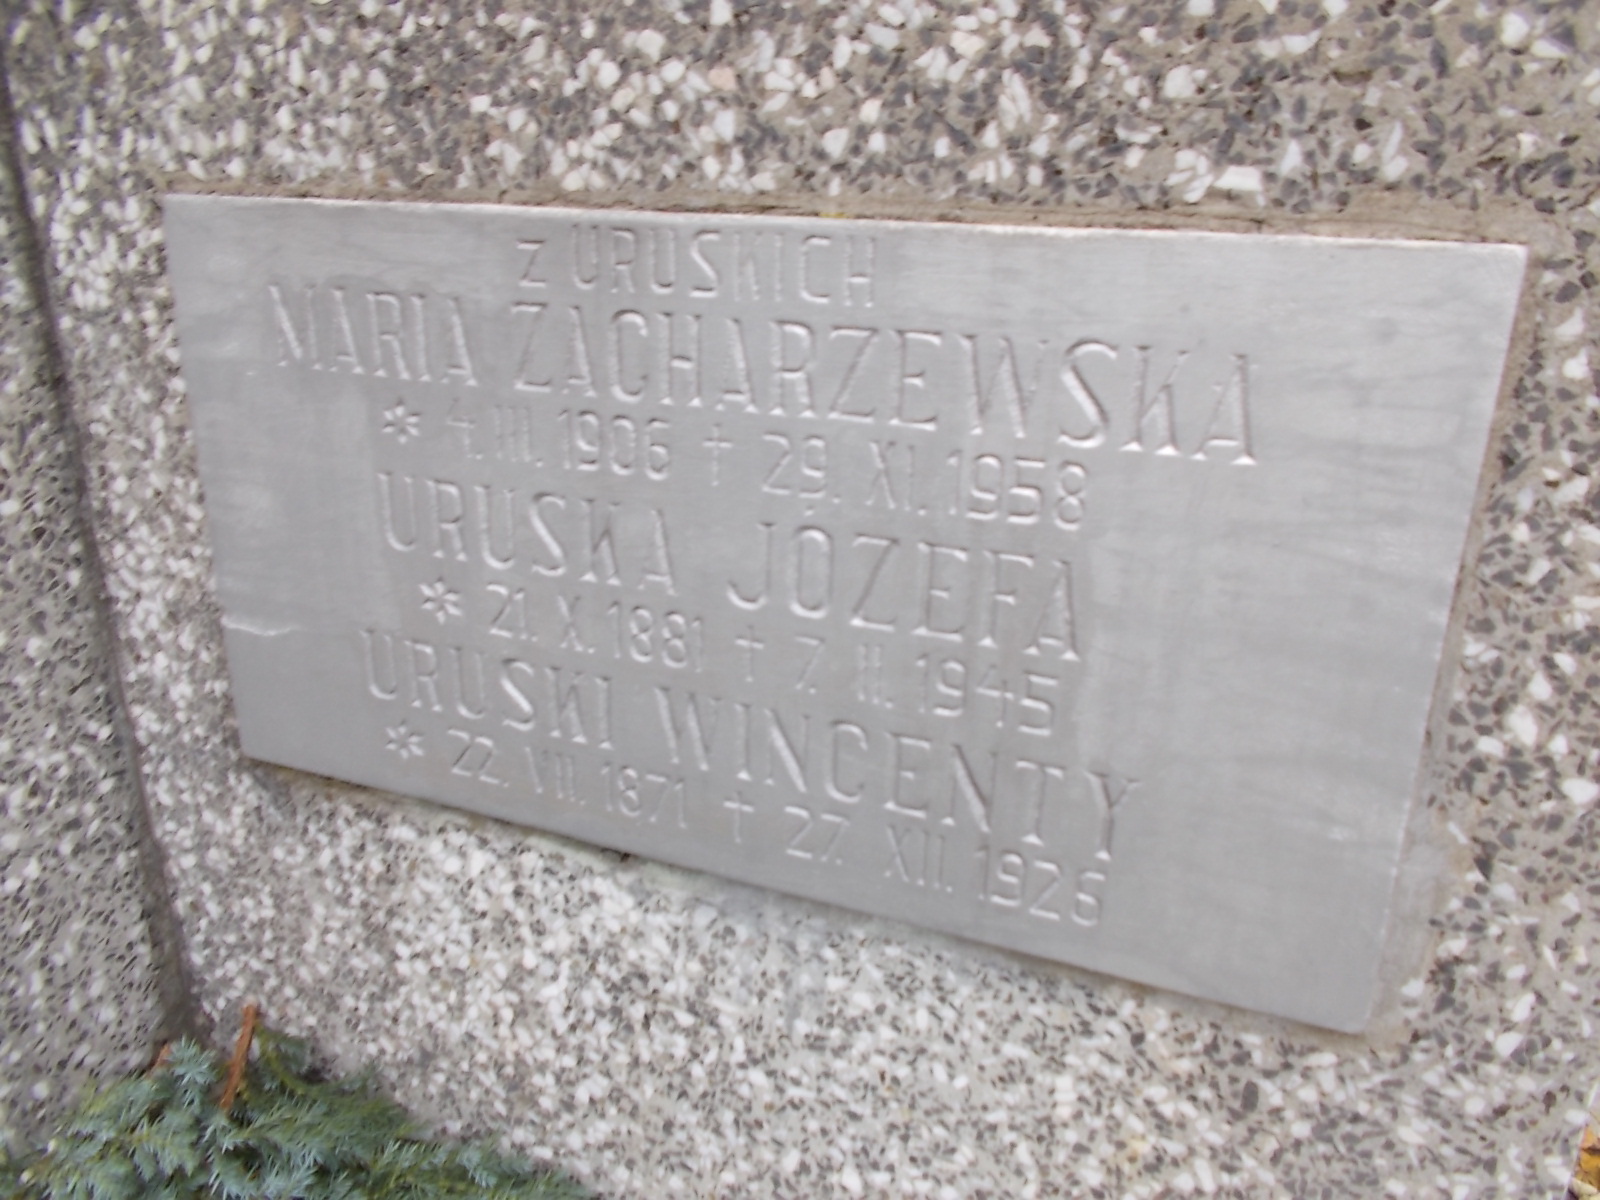 Z URUSKICH
MARIA ZACHARZEWSKA
* 4. III. 1906 † 29. XI. 1958
URUSKA JÓZEFA
* 21. X. 1881 † 7. II. 1945
URUSKI WINCENTY
* 22. VII. 1871 † 27. XII. 1926